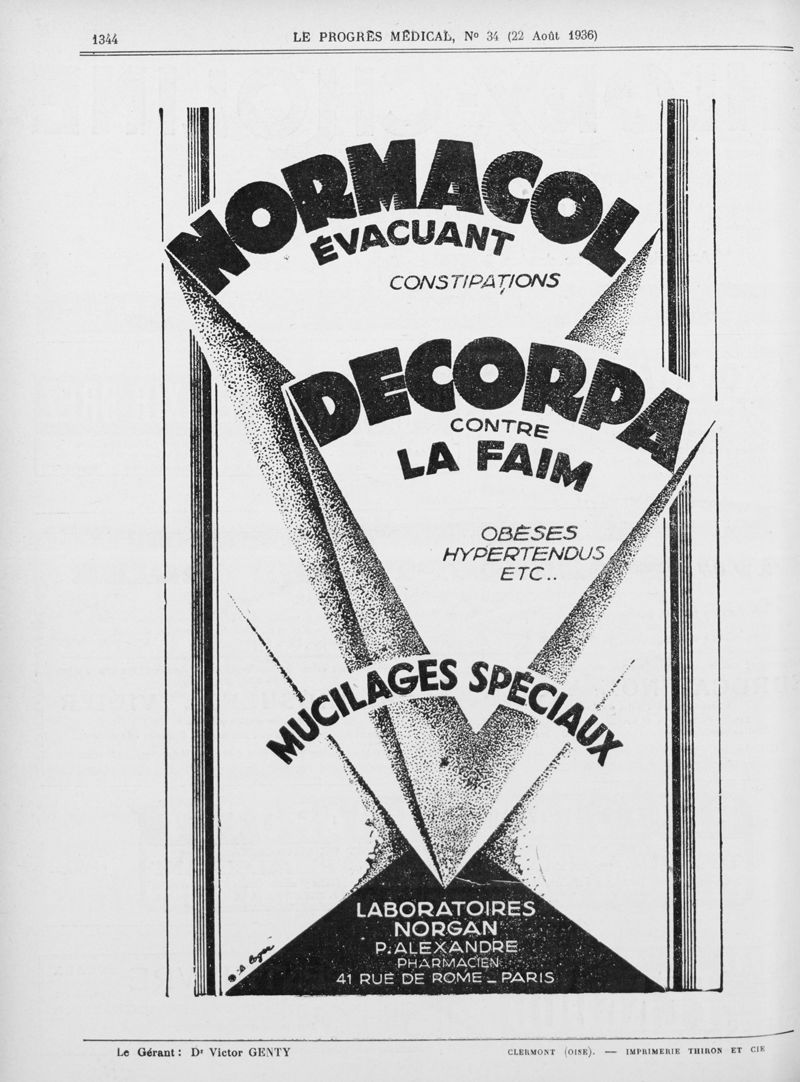 1344
LE PROGRÈS MÉDICAL, N° 34 (22 Août 1936)
NORMACOL
ÉVACUANT
CONSTIPATIONS
DECORPA
CONTRE
LA FAIM
OBÈSES
HYPERTENDUS
ETC..
MUCILAGES SPÉCIAUX
LABORATOIRES
NORGAN
P. ALEXANDRE
PHARMACIEN
41 RUE DE ROME _ PARIS
Le Gérant : Dr Victor GENTY
CLERMONT (OISE). — IMPRIMERIE THIRON ET CIE